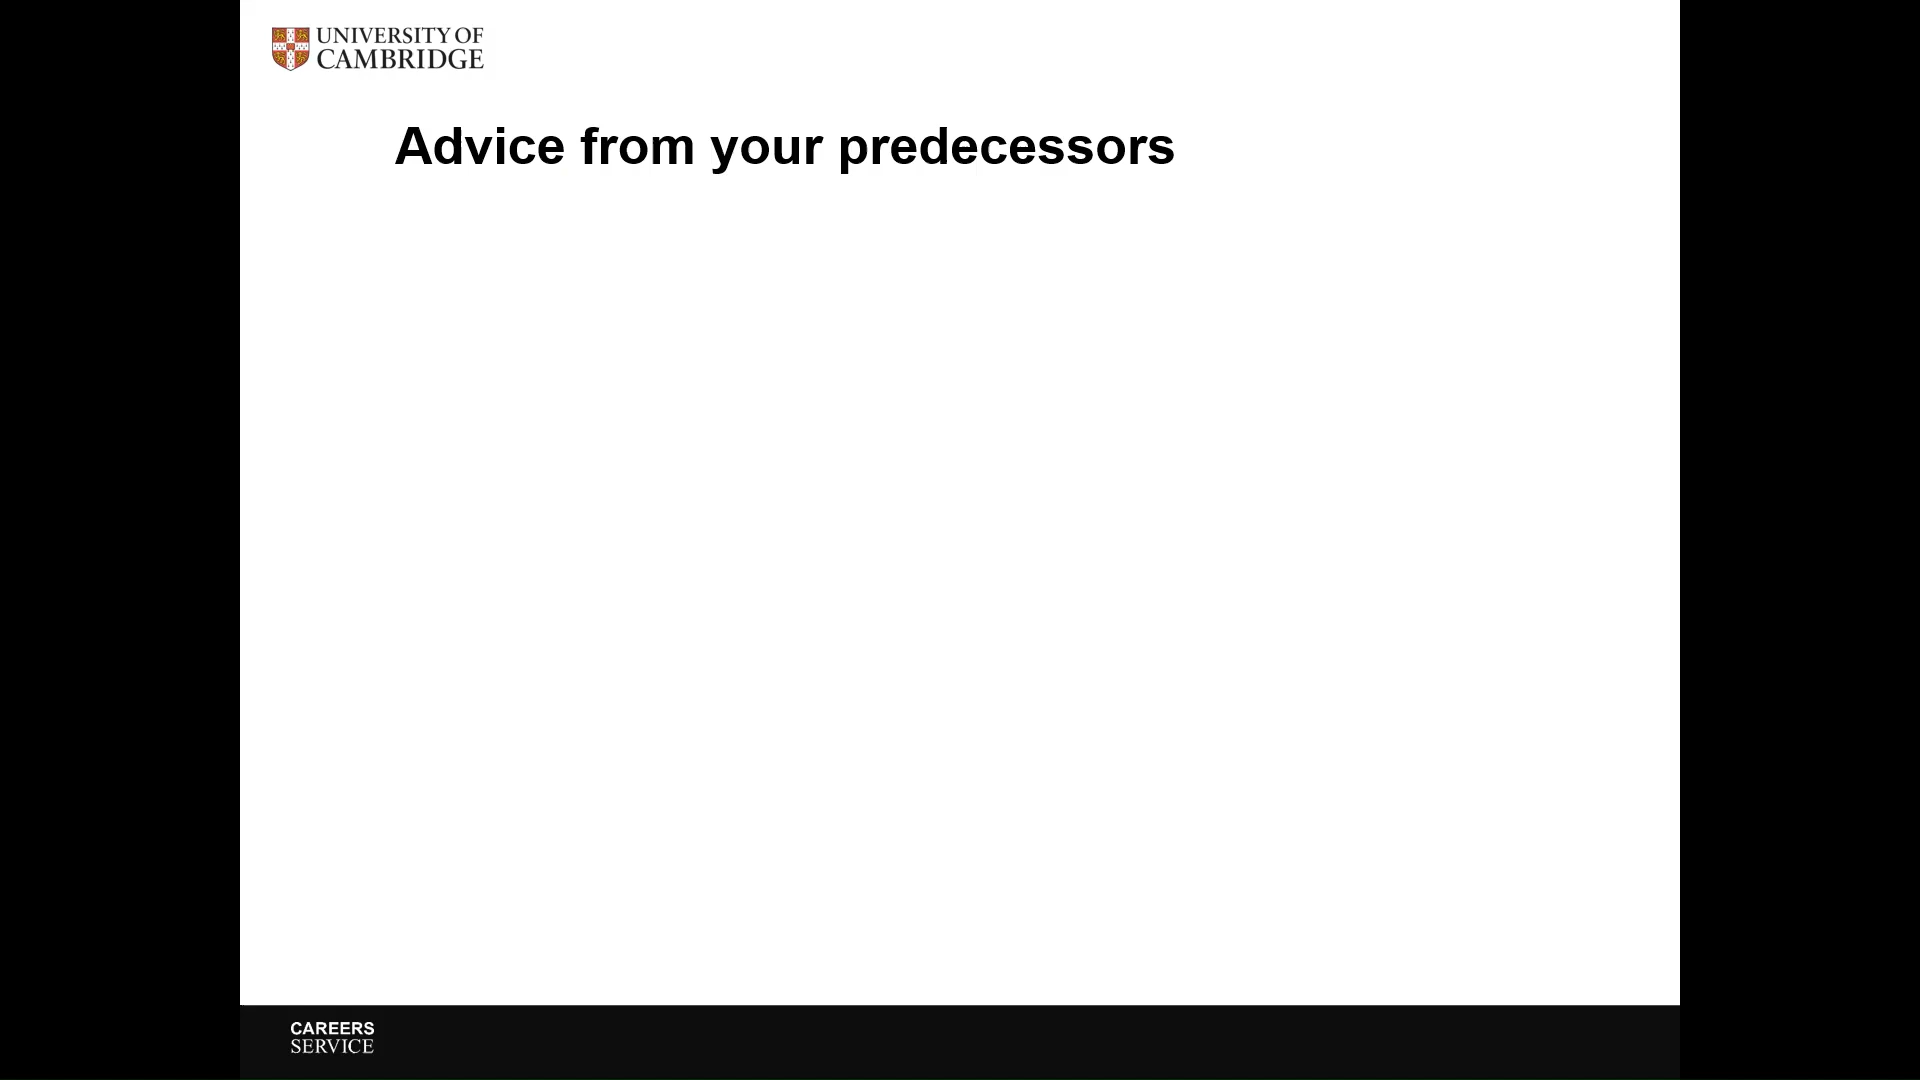 UNIVERSITY OF
CAMBRIDGE
Advice from your predecessors
CAREERS
SERVICE